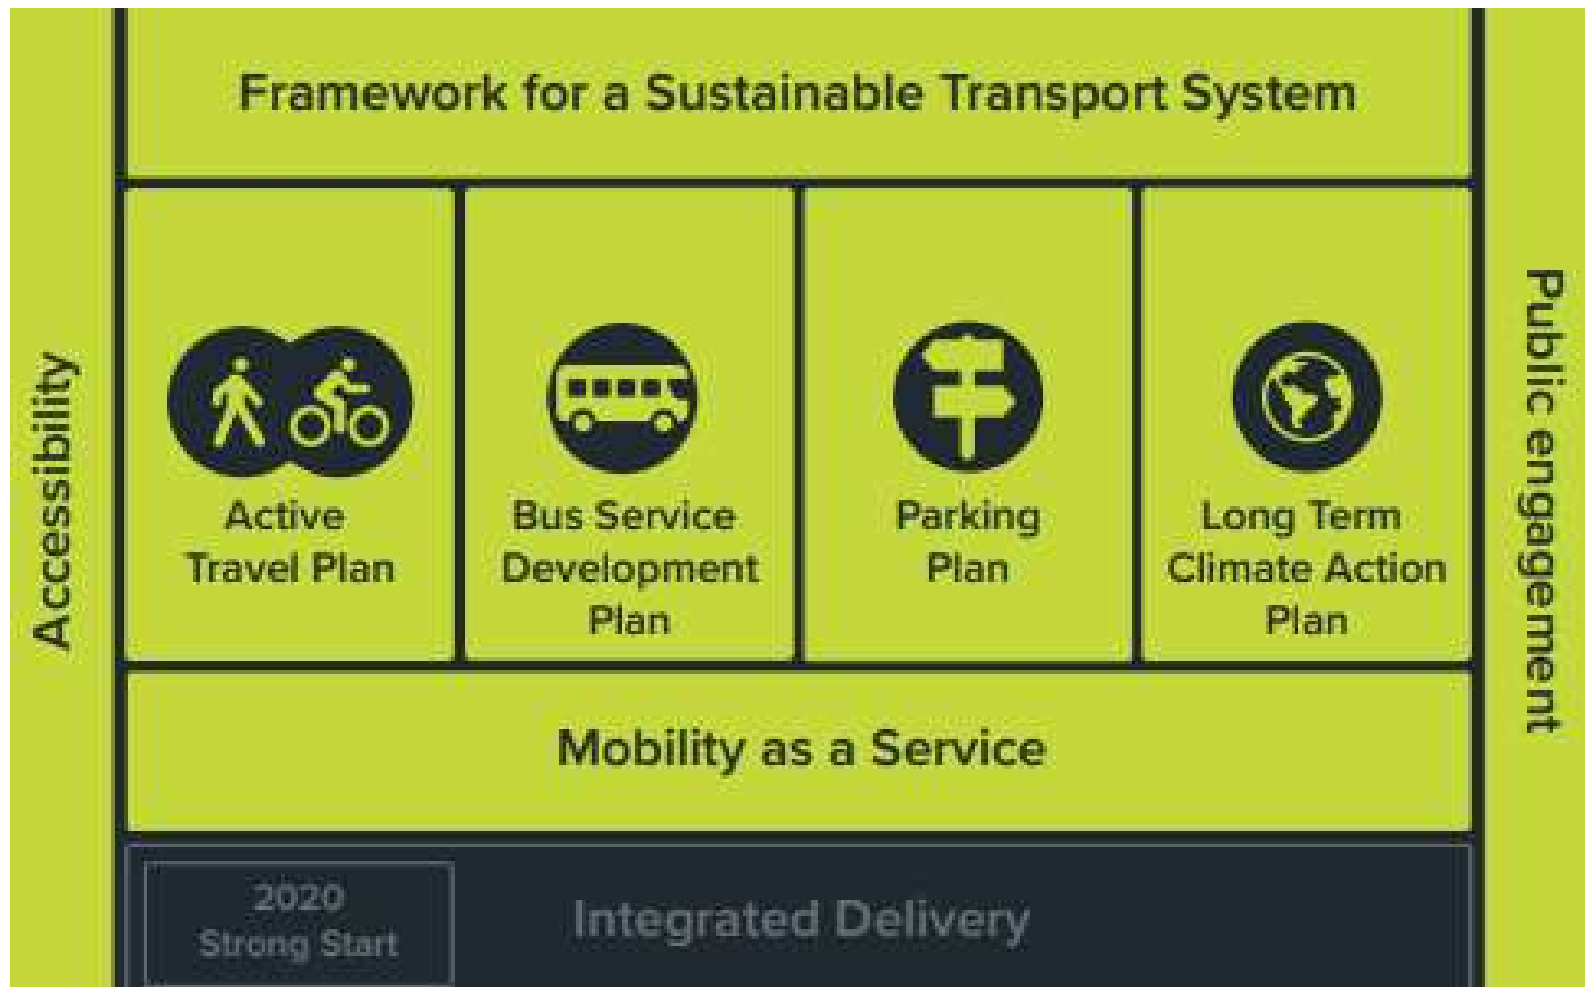 Framework for a Sustainable Transport System
Accessibility
Active
Travel Plan
Bus Service
Development
Plan
Parking
Plan
Long Term
Climate Action
Plan
Public engagement
Mobility as a Service
2020
Strong Start
Integrated Delivery